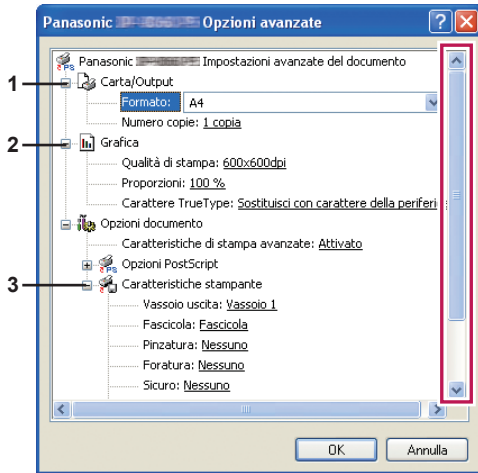 Panasonic Opzioni avanzate
Panasonic Impostazioni avanzate del documento
1
Carta/Output
Formato: A4
Numero copie: 1 copia
2
Grafica
Qualità di stampa: 600x600dpi
Proporzioni: 100 %
Carattere TrueType: Sostituisci con carattere della periferi
Opzioni documento
Caratteristiche di stampa avanzate: Attivato
Opzioni PostScript
3
Caratteristiche stampante
Vassoio uscita: Vassoio 1
Fascicola: Fascicola
Pinzatura: Nessuno
Foratura: Nessuno
Sicuro: Nessuno
OK
Annulla